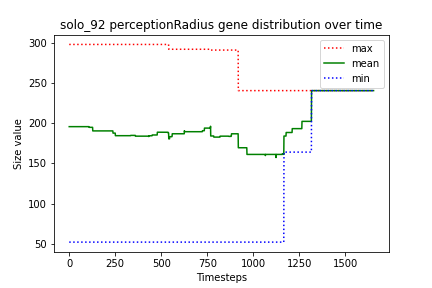 solo_92 perceptionRadius gene distribution over time
300
250
200
150
100
50
Size value
max
mean
min
0 250 500 750 1000 1250 1500
Timesteps